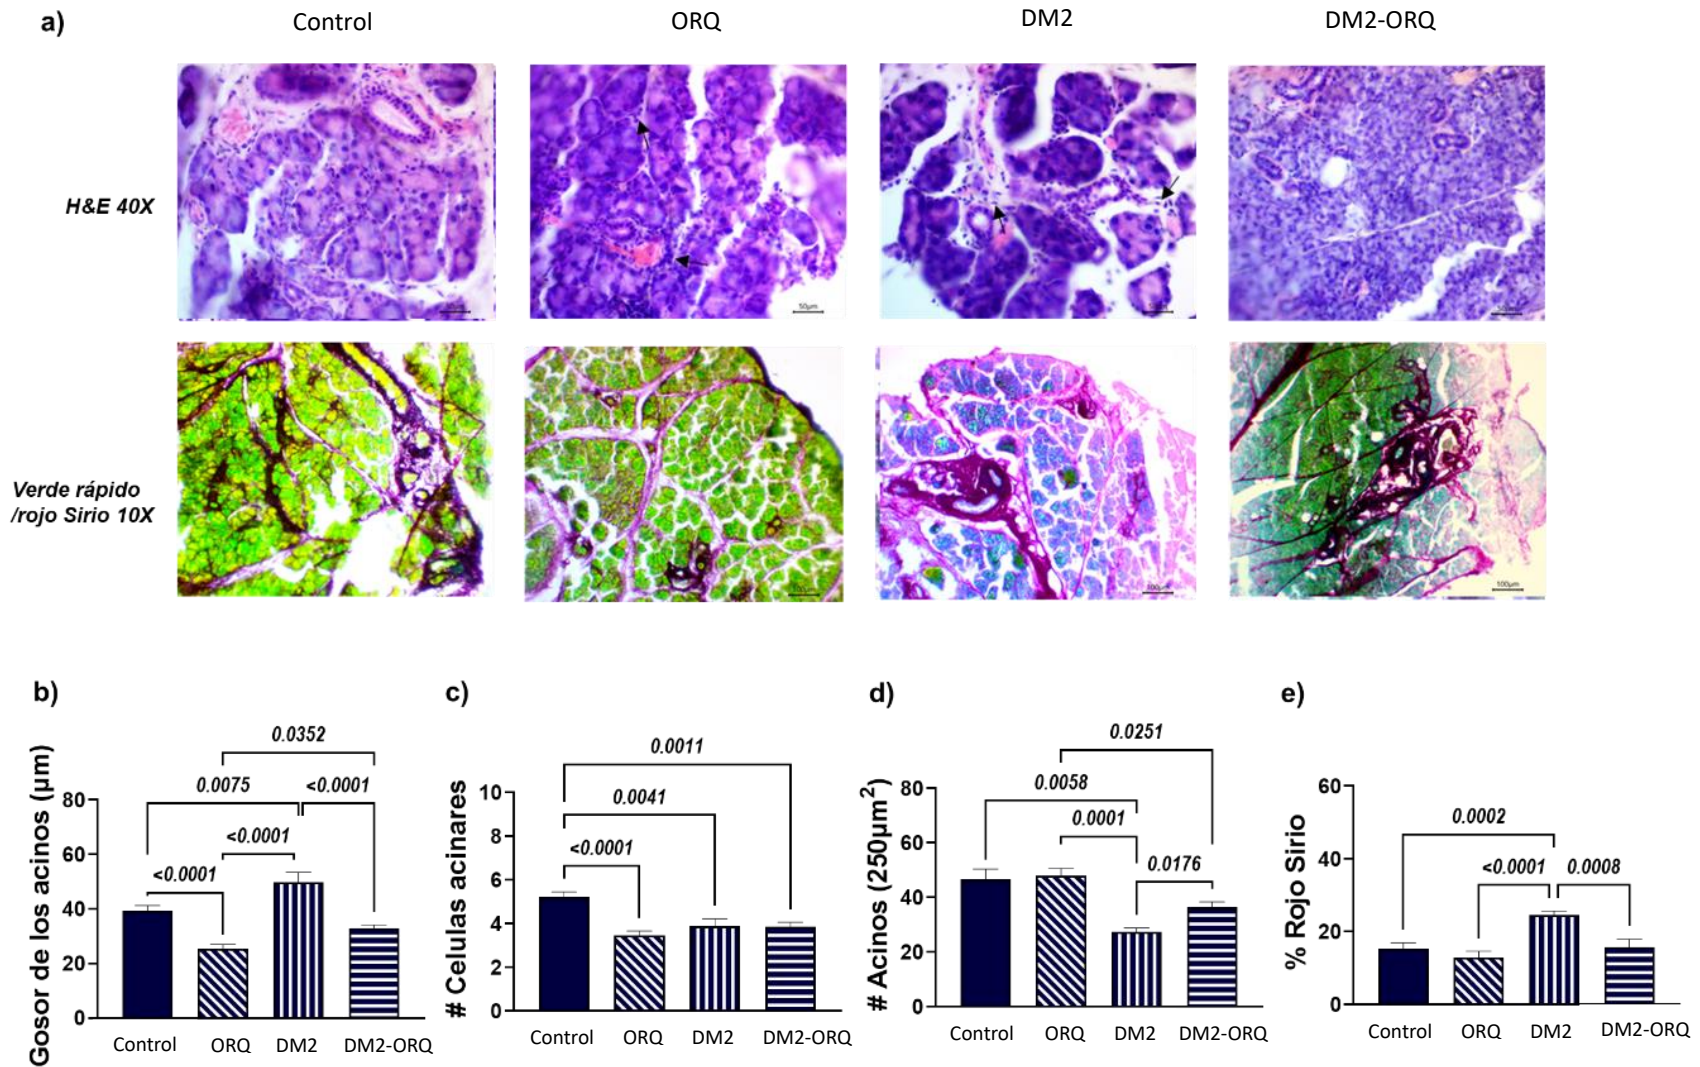 a)
Control
ORQ
DM2
DM2-ORQ
H&E 40X
50µm
50µm
Verde rápido
/rojo Sirio 10X
100µm
100µm
b)
Gosor de los acinos (µm)
80
60
40
20
0
0.0352
0.0075
<0.0001
<0.0001
<0.0001
Control
ORQ
DM2
DM2-ORQ
c)
# Celulas acinares
10
8
6
4
2
0
0.0011
0.0041
<0.0001
Control
ORQ
DM2
DM2-ORQ
d)
# Acinos (250µm2)
80
60
40
20
0
0.0251
0.0058
0.0001
0.0176
Control
ORQ
DM2
DM2-ORQ
e)
% Rojo Sirio
60
40
20
0
0.0002
<0.0001
0.0008
Control
ORQ
DM2
DM2-ORQ